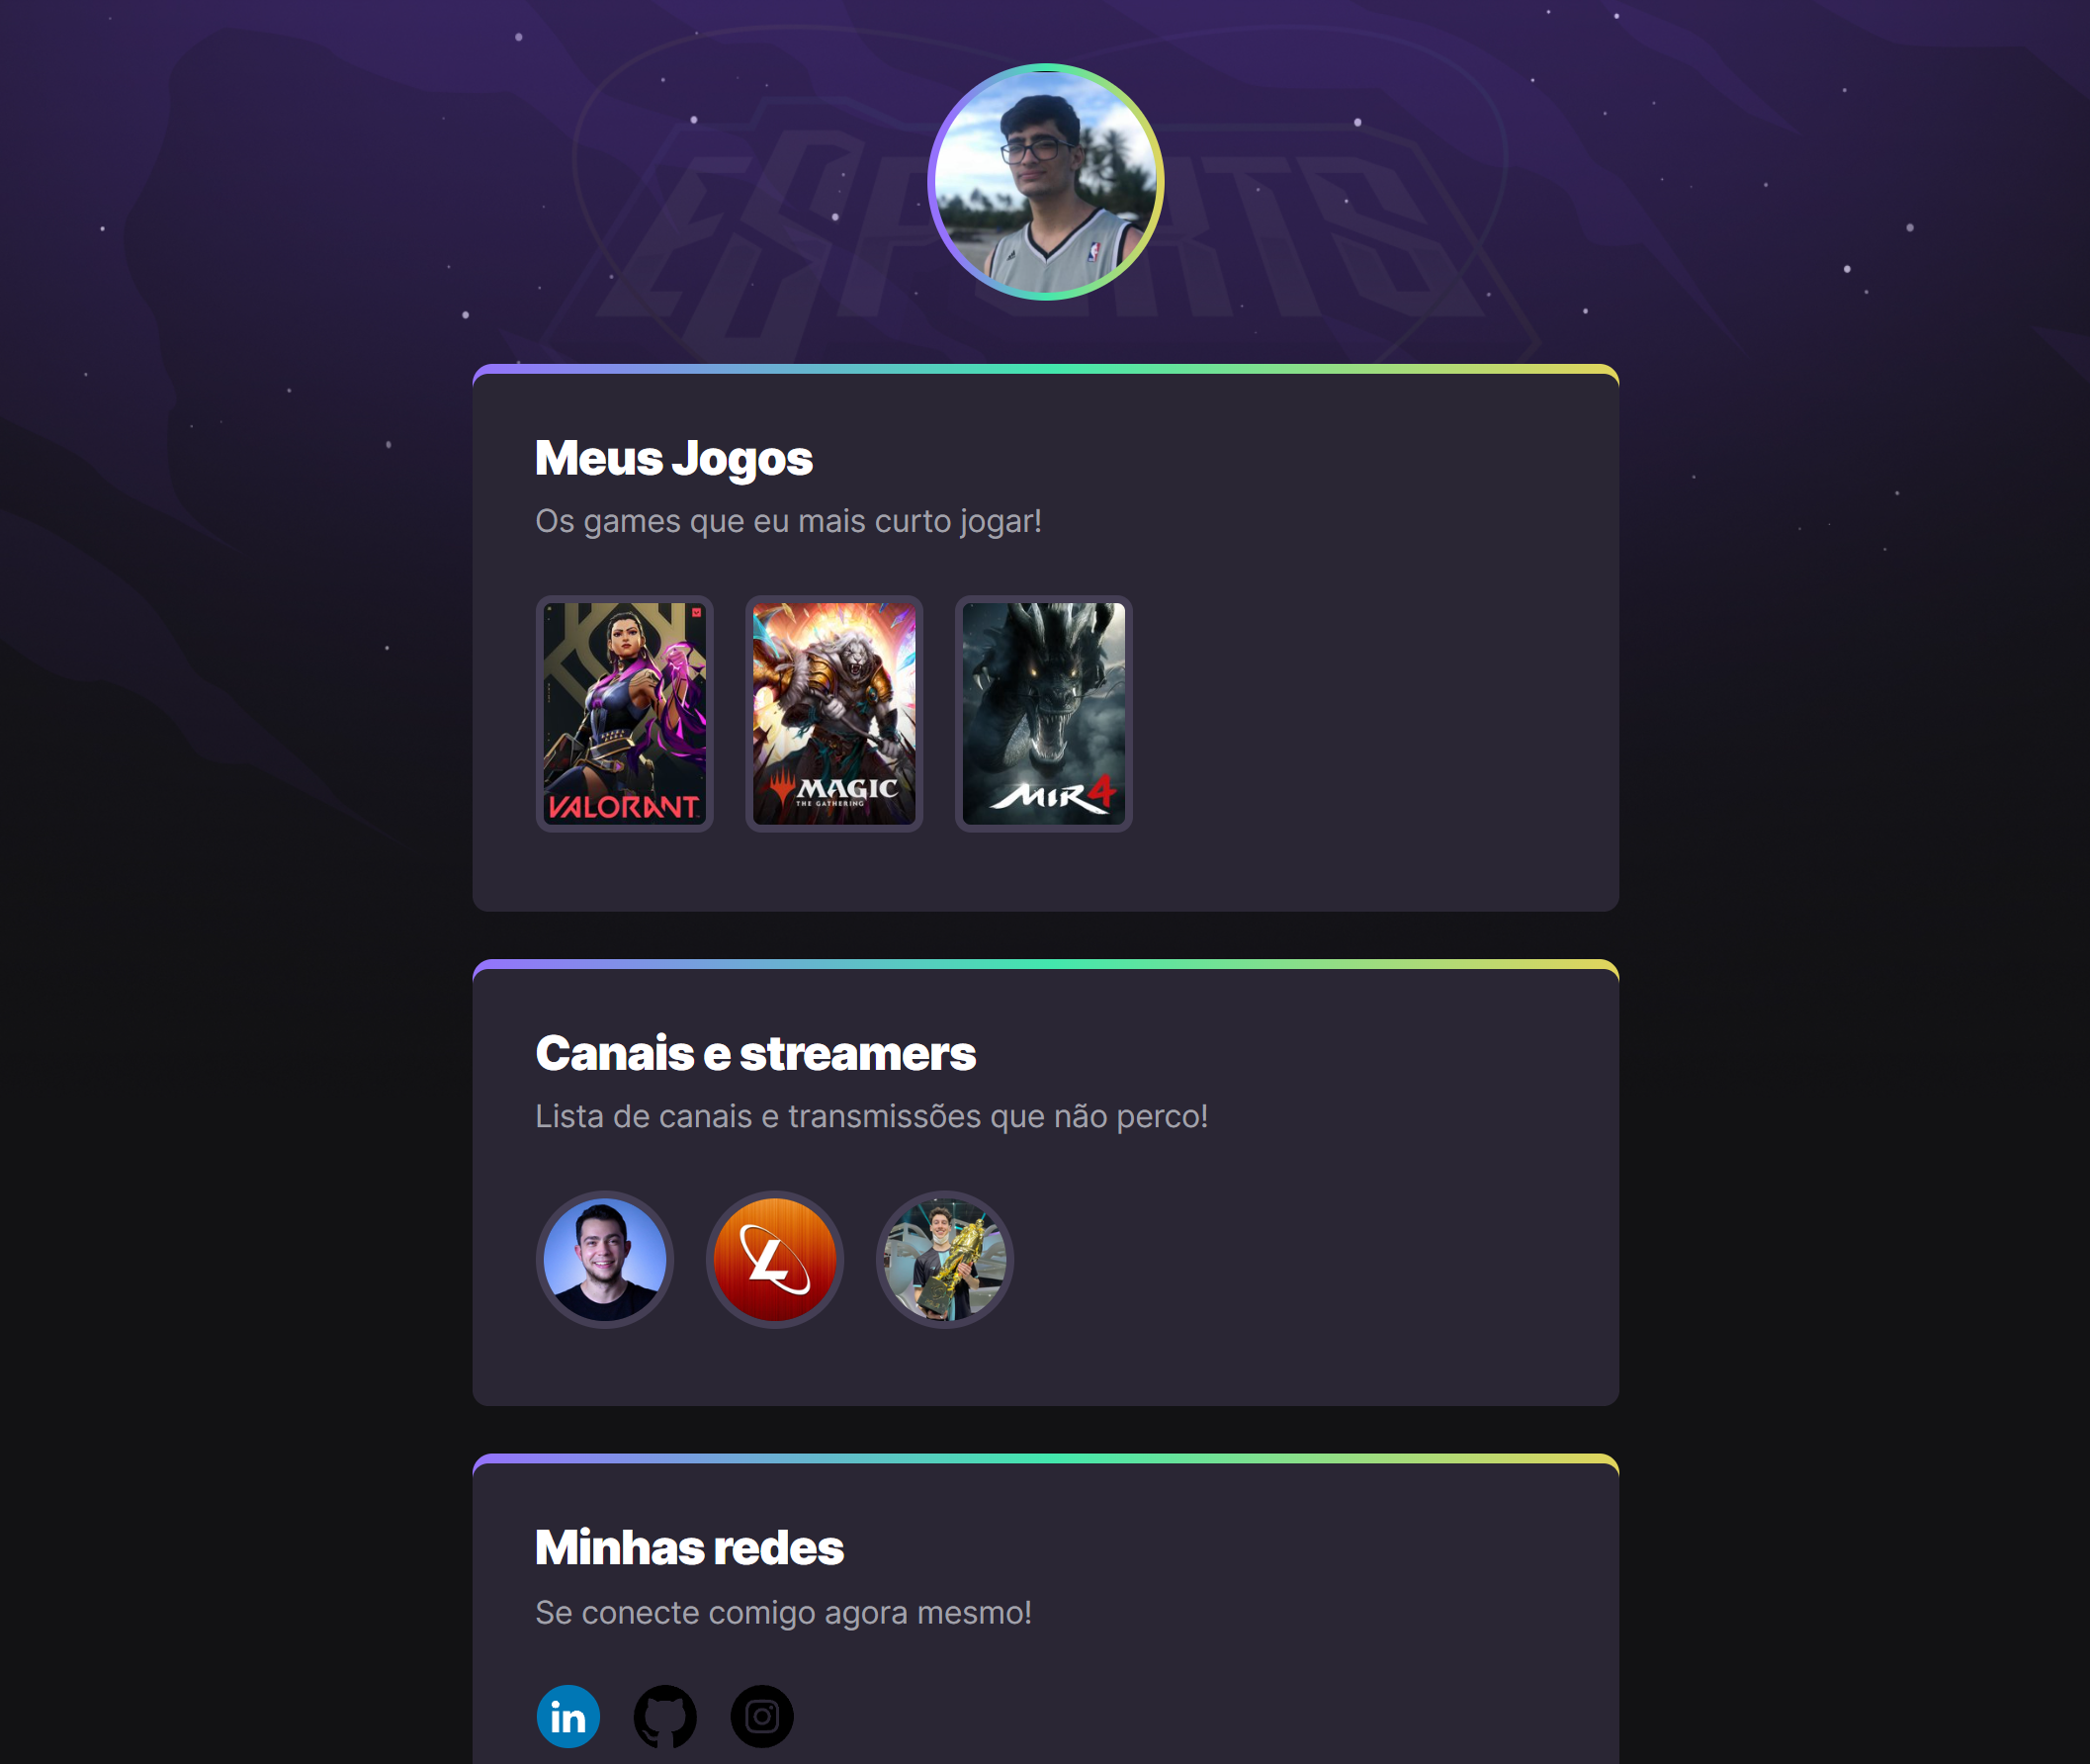 ESPORTS
Meus Jogos
Os games que eu mais curto jogar!
VALORANT
MAGIC
THE GATHERING
MIR4
Canais e streamers
Lista de canais e transmissões que não perco!
L
Minhas redes
Se conecte comigo agora mesmo!
in